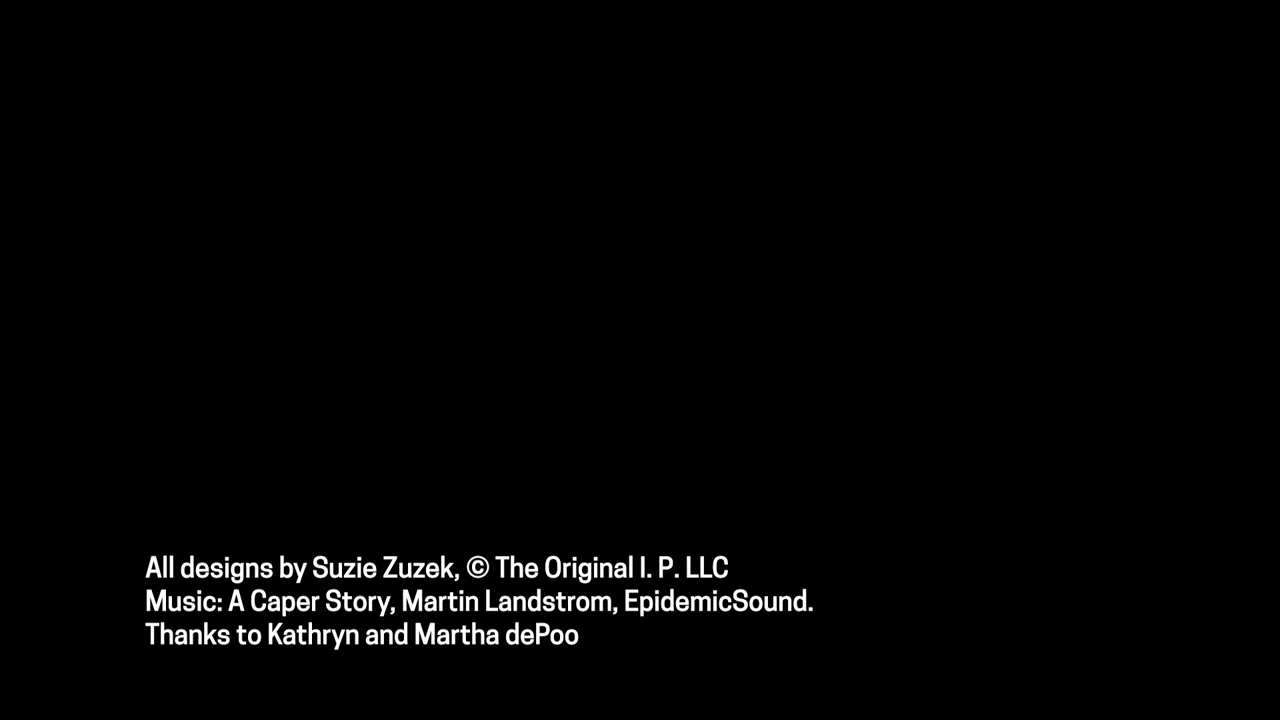 All designs by Suzie Zuzek, © The Original I. P. LLC
Music: A Caper Story, Martin Landstrom, EpidemicSound.
Thanks to Kathryn and Martha dePoo